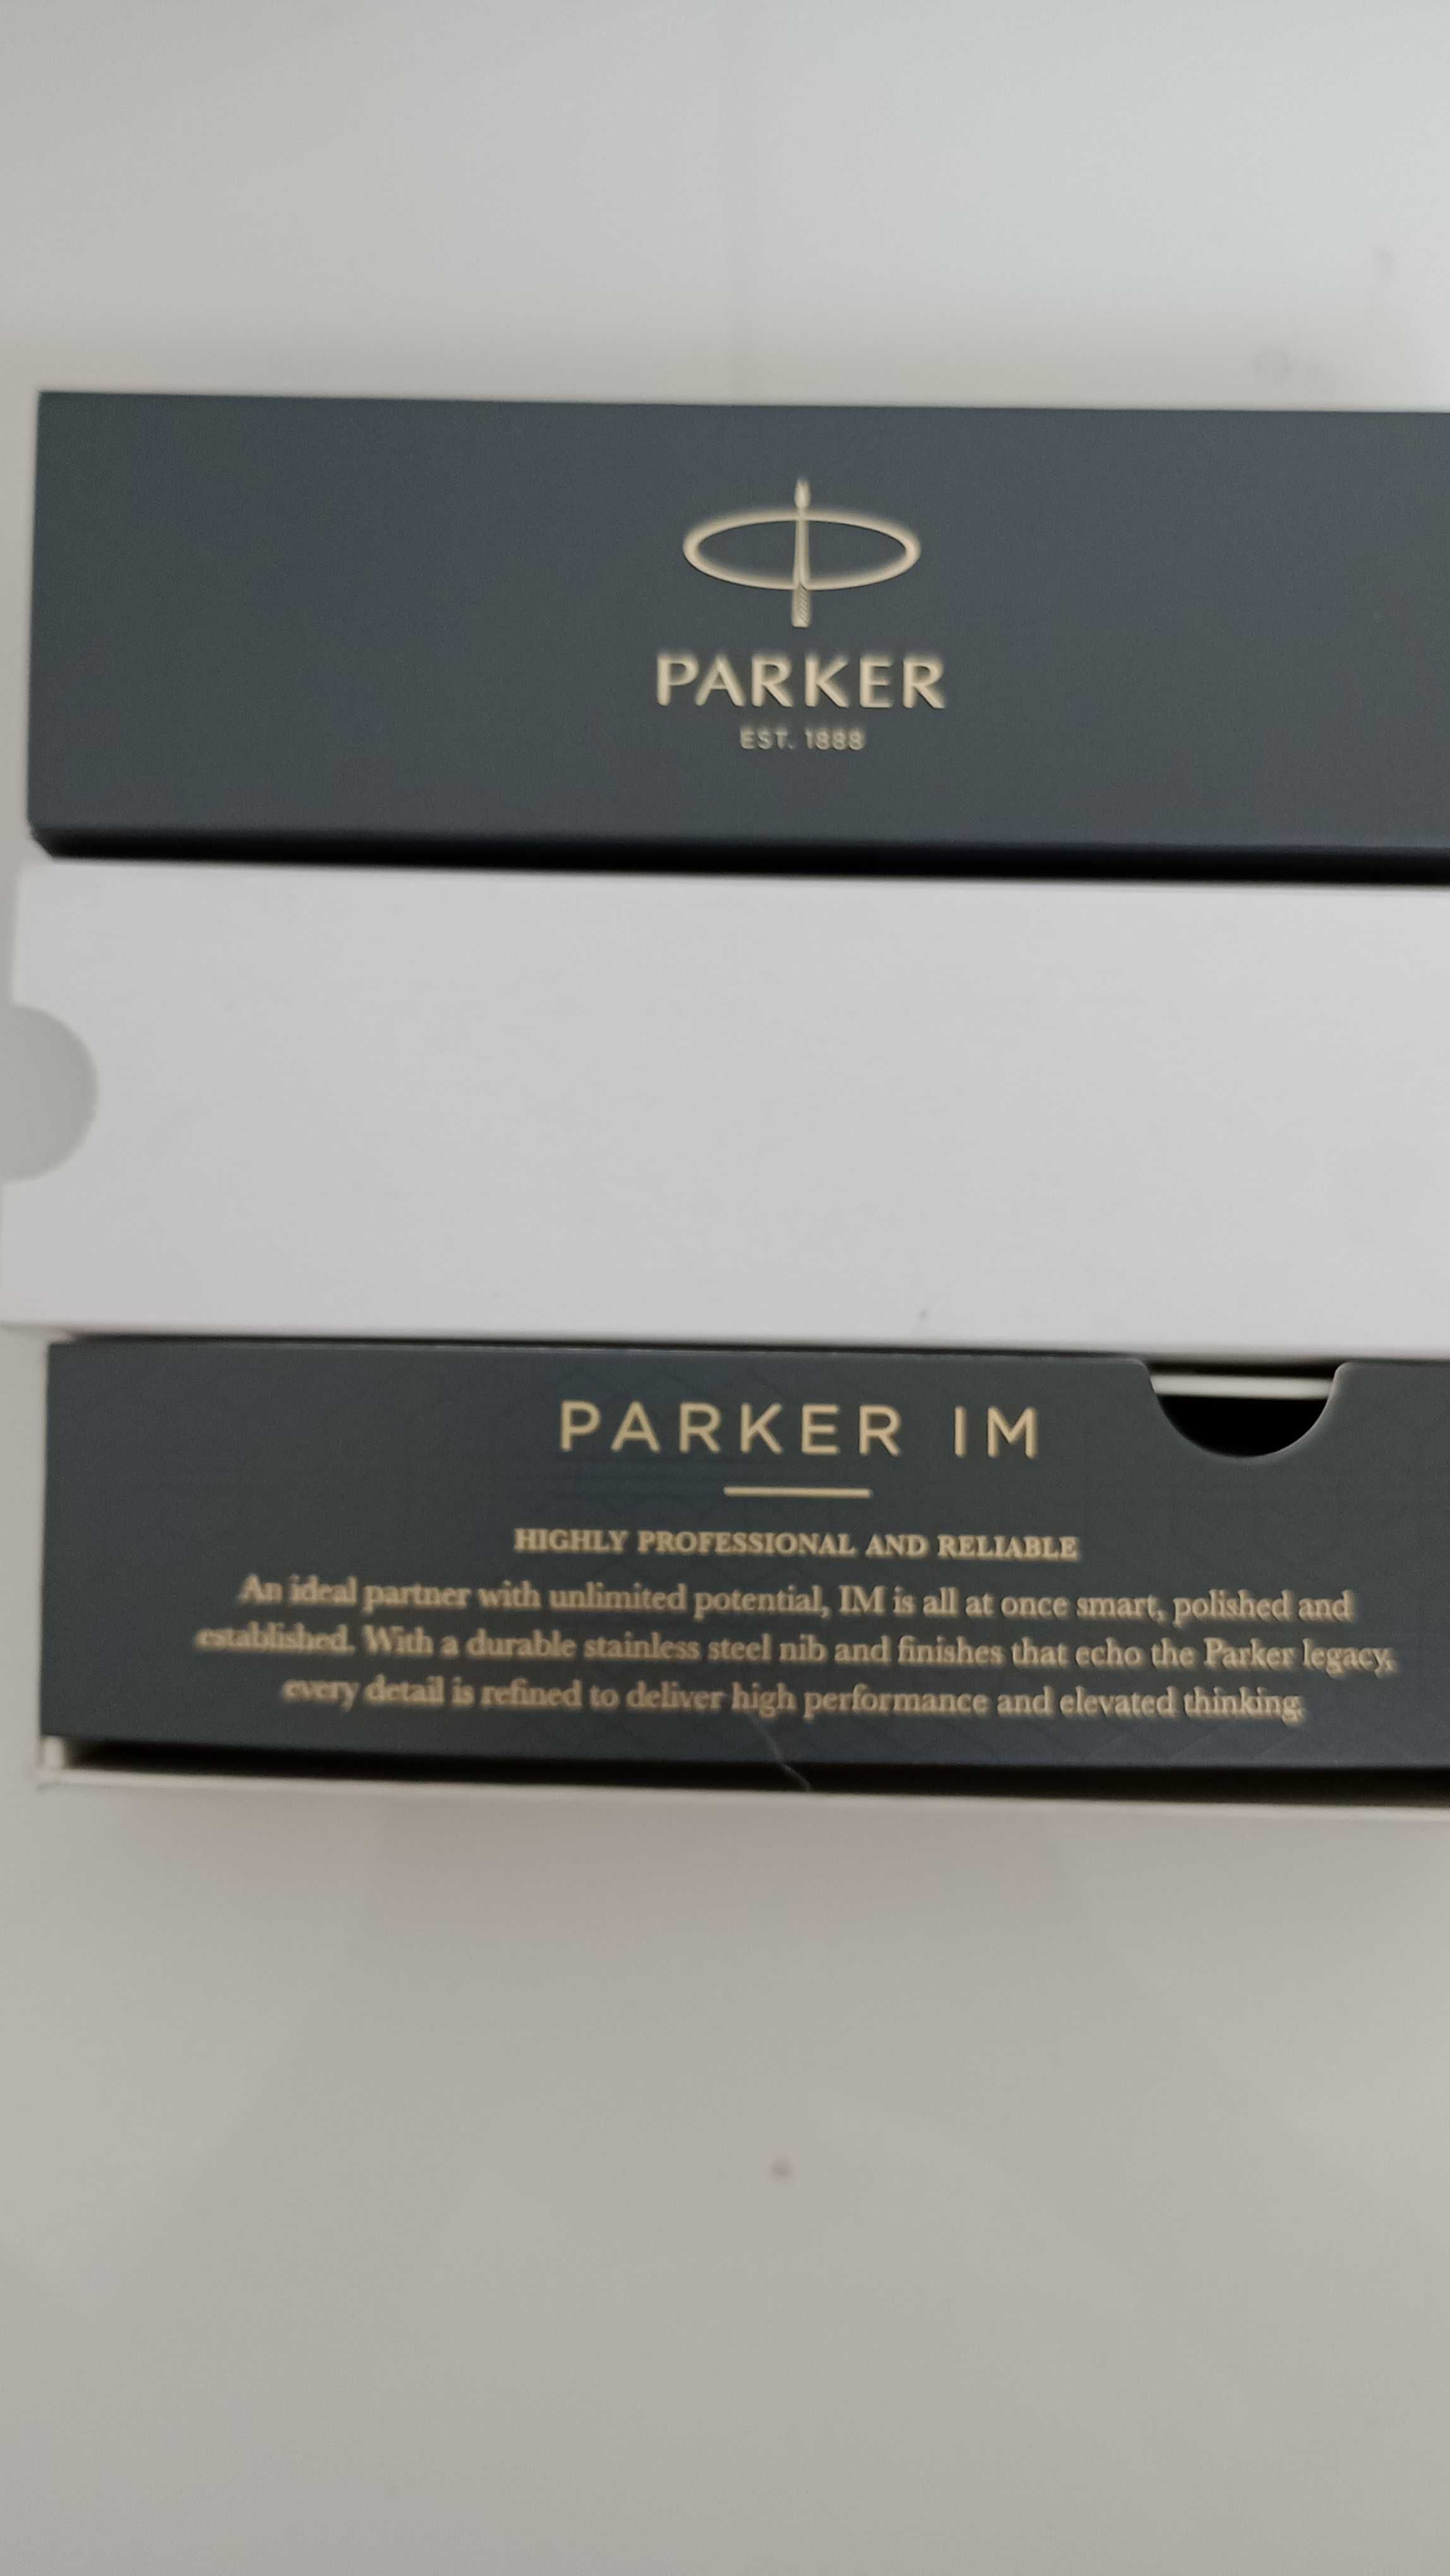 PARKER
EST. 1888
PARKER IM
HIGHLY PROFESSIONAL AND RELIABLE
An ideal partner with unlimited potential, IM is all at once smart, polished and
established. With a durable stainless steel nib and finishes that echo the Parker legacy,
every detail is refined to deliver high performance and elevated thinking.